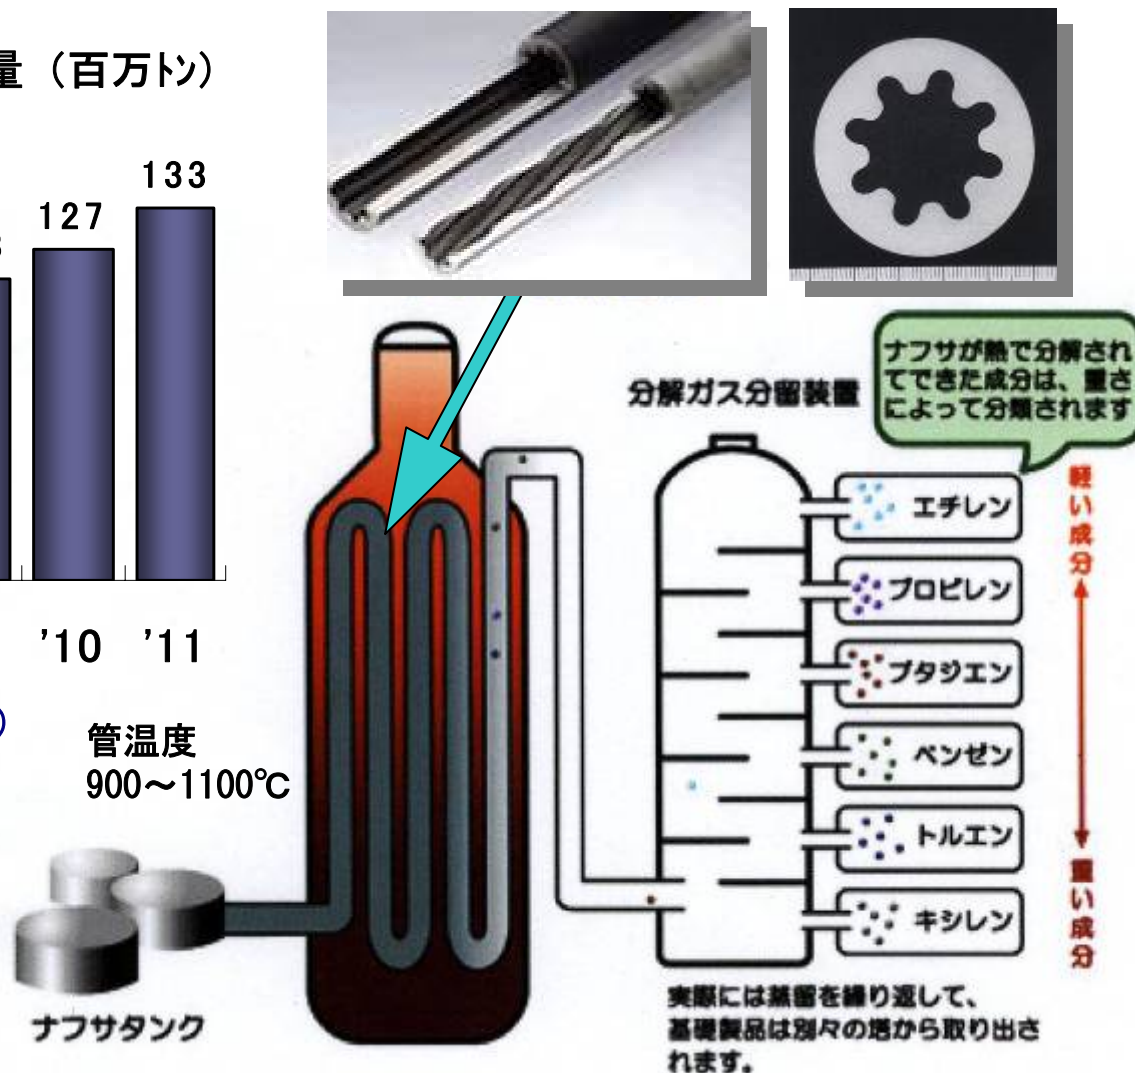 量（百万ﾄﾝ）
133
127
'10 '11
管温度
900～1100℃
ナフサタンク
分解ガス分留装置
ナフサが熱で分解され
てできた成分は、重さ
によって分類されます
エチレン
プロピレン
ブタジエン
ベンゼン
トルエン
キシレン
軽い成分
重い成分
実際には蒸留を繰り返して、
基礎製品は別々の塔から取り出さ
れます。